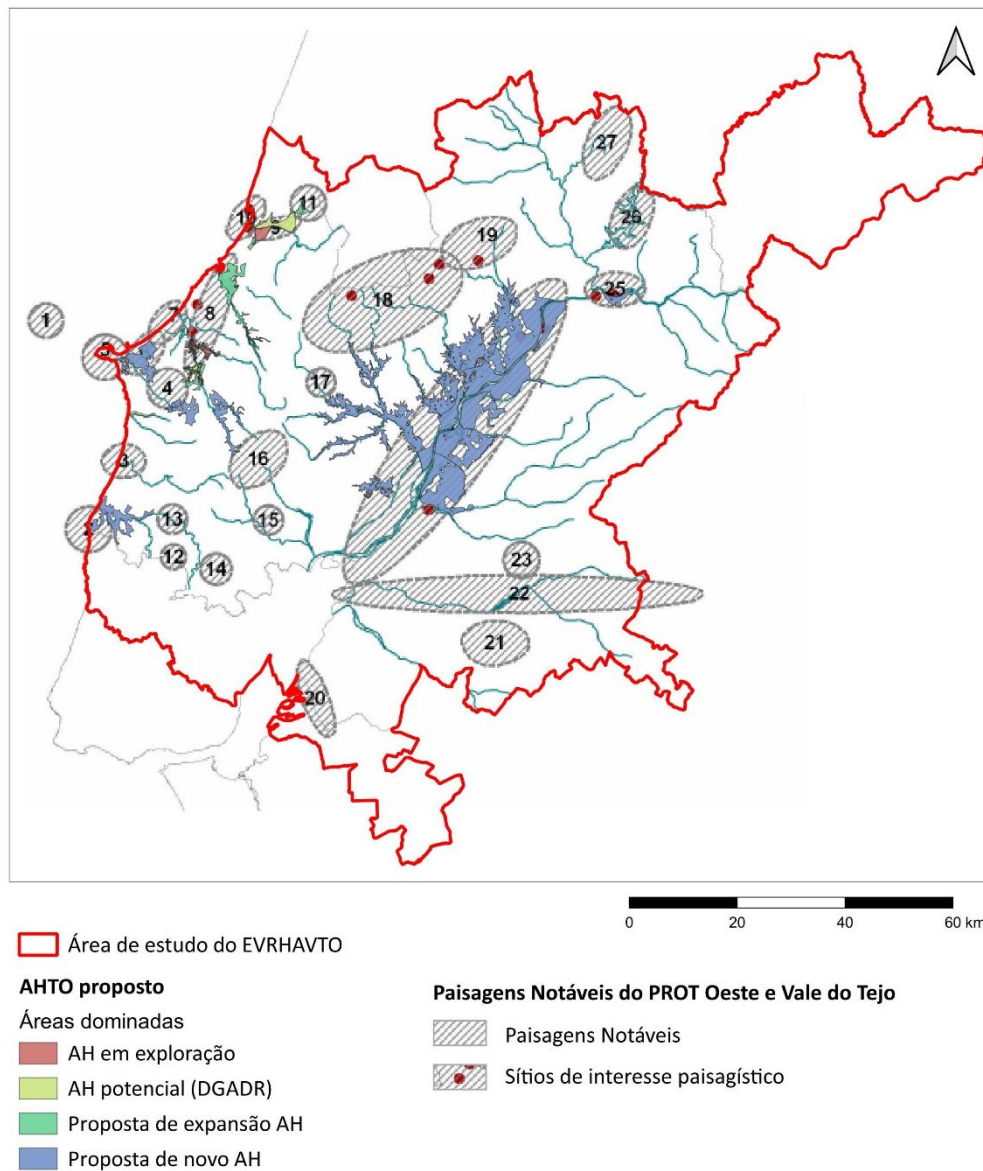 27
11
10
9
26
19
25
18
8
1
7
5
17
4
16
3
13
15
2
12
14
23
22
21
20
0 20 40 60 km
Área de estudo do EVRHAVTO
AHTO proposto
Áreas dominadas
AH em exploração
AH potencial (DGADR)
Proposta de expansão AH
Proposta de novo AH
Paisagens Notáveis do PROT Oeste e Vale do Tejo
Paisagens Notáveis
Sítios de interesse paisagístico